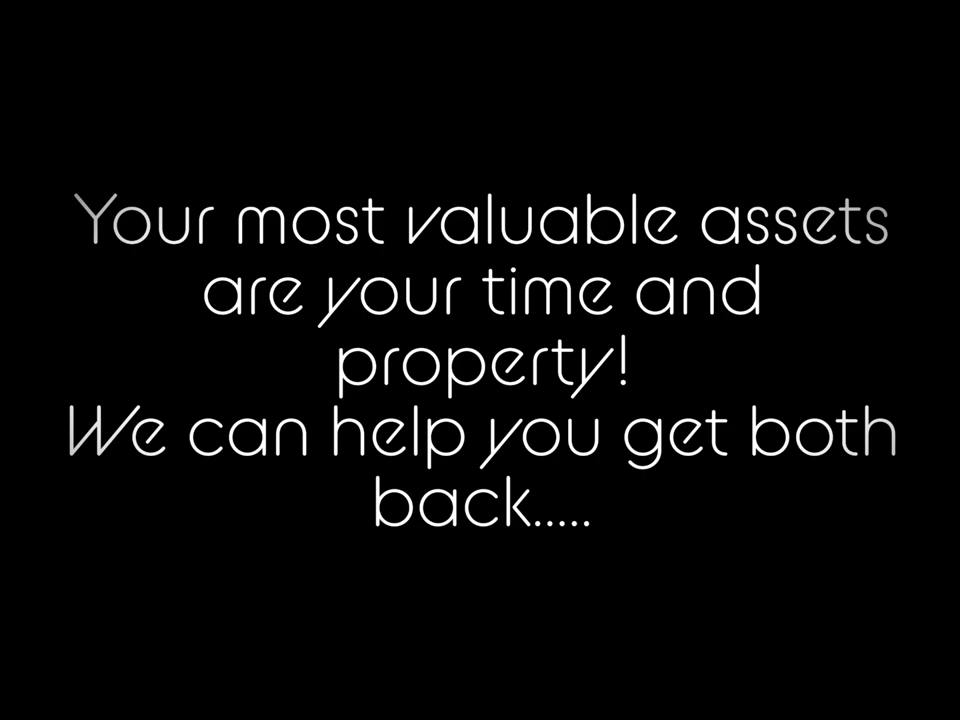 Your most valuable assets
are your time and
property!
We can help you get both
back.....